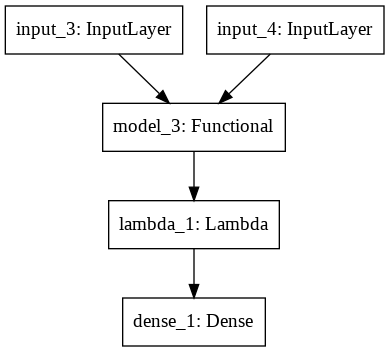 input_3: InputLayer
input_4: InputLayer
model_3: Functional
lambda_1: Lambda
dense_1: Dense